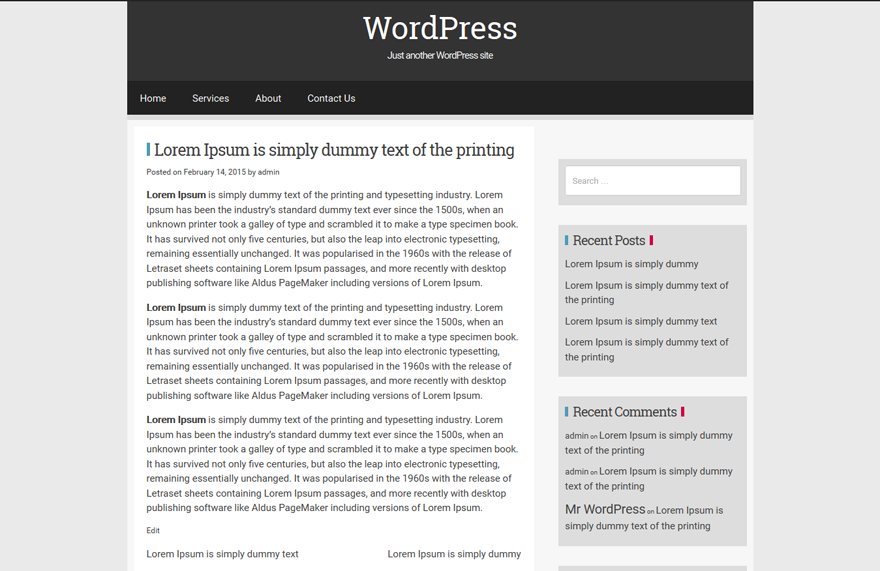 WordPress
Just another WordPress site
Home Services About Contact Us
Lorem Ipsum is simply dummy text of the printing
Posted on February 14, 2015 by admin
Lorem Ipsum is simply dummy text of the printing and typesetting industry. Lorem
Ipsum has been the industry's standard dummy text ever since the 1500s, when an
unknown printer took a galley of type and scrambled it to make a type specimen book.
It has survived not only five centuries, but also the leap into electronic typesetting,
remaining essentially unchanged. It was popularised in the 1960s with the release of
Letraset sheets containing Lorem Ipsum passages, and more recently with desktop
publishing software like Aldus PageMaker including versions of Lorem Ipsum.
Lorem Ipsum is simply dummy text of the printing and typesetting industry. Lorem
Ipsum has been the industry's standard dummy text ever since the 1500s, when an
unknown printer took a galley of type and scrambled it to make a type specimen book.
It has survived not only five centuries, but also the leap into electronic typesetting,
remaining essentially unchanged. It was popularised in the 1960s with the release of
Letraset sheets containing Lorem Ipsum passages, and more recently with desktop
publishing software like Aldus PageMaker including versions of Lorem Ipsum.
Lorem Ipsum is simply dummy text of the printing and typesetting industry. Lorem
Ipsum has been the industry's standard dummy text ever since the 1500s, when an
unknown printer took a galley of type and scrambled it to make a type specimen book.
It has survived not only five centuries, but also the leap into electronic typesetting,
remaining essentially unchanged. It was popularised in the 1960s with the release of
Letraset sheets containing Lorem Ipsum passages, and more recently with desktop
publishing software like Aldus PageMaker including versions of Lorem Ipsum.
Edit
Lorem Ipsum is simply dummy text
Lorem Ipsum is simply dummy
Search …
Recent Posts
Lorem Ipsum is simply dummy
Lorem Ipsum is simply dummy text of
the printing
Lorem Ipsum is simply dummy text
Lorem Ipsum is simply dummy text of
the printing
Recent Comments
admin on Lorem Ipsum is simply dummy
text of the printing
admin on Lorem Ipsum is simply dummy
text of the printing
Mr WordPress on Lorem Ipsum is
simply dummy text of the printing